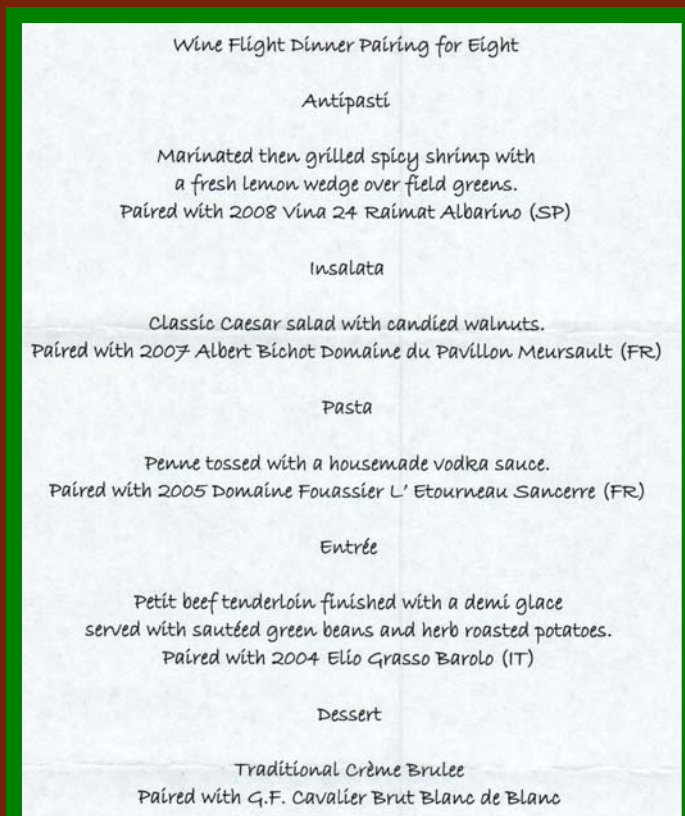 Wine Flight Dinner Pairing for Eight
Antipasti
Marinated then grilled spicy shrimp with
a fresh lemon wedge over field greens.
Paired with 2008 Vina 24 Raimat Albarino (SP)
Insalata
Classic Caesar salad with candied walnuts.
Paired with 2007 Albert Bichot Domaine du Pavillon Meursault (FR)
Pasta
Penne tossed with a housemade vodka sauce.
Paired with 2005 Domaine Fouassier L' Etourneau Sancerre (FR)
Entrée
Petit beef tenderloin finished with a demi glace
served with sautéed green beans and herb roasted potatoes.
Paired with 2004 Elio Grasso Barolo (IT)
Dessert
Traditional Crème Brulee
Paired with G.F. Cavalier Brut Blanc de Blanc